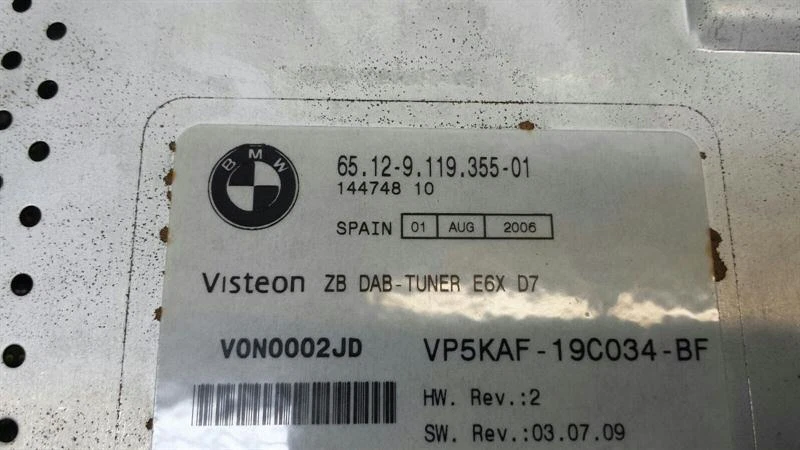 BMW
65.12-9.119.355-01
144748 10
SPAIN 01 AUG 2006
Visteon ZB DAB-TUNER E6X D7
VON0002JD VP5KAF-19C034-BF
HW. Rev.:2
SW. Rev.:03.07.09